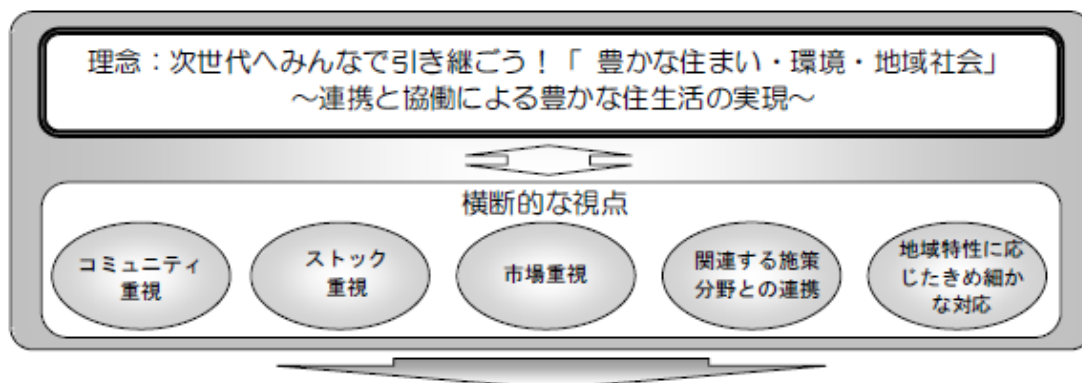 理念：次世代へみんなで引き継ごう！「 豊かな住まい・環境・地域社会」
～連携と協働による豊かな住生活の実現～
横断的な視点
コミュニティ
重視
ストック
重視
市場重視
関連する施策
分野との連携
地域特性に応
じたきめ細か
な対応